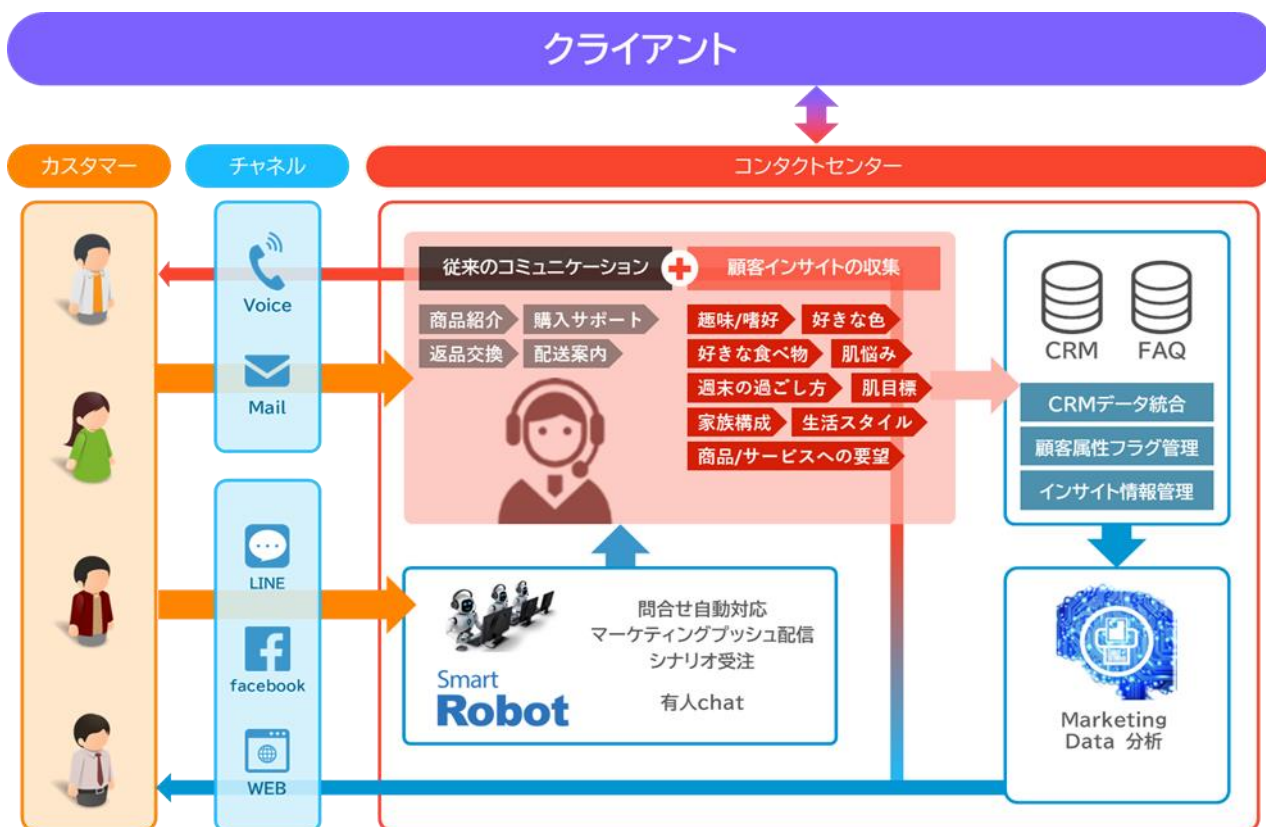 クライアント
カスタマー
チャネル
コンタクトセンター
Voice
Mail
LINE
facebook
WEB
従来のコミュニケーション
商品紹介 購入サポート
返品交換 配送案内
顧客インサイトの収集
趣味/嗜好 好きな色
好きな食べ物 肌悩み
週末の過ごし方 肌目標
家族構成 生活スタイル
商品/サービスへの要望
Smart
Robot
問合せ自動対応
マーケティングプッシュ配信
シナリオ受注
有人chat
CRM FAQ
CRMデータ統合
顧客属性フラグ管理
インサイト情報管理
Marketing
Data 分析